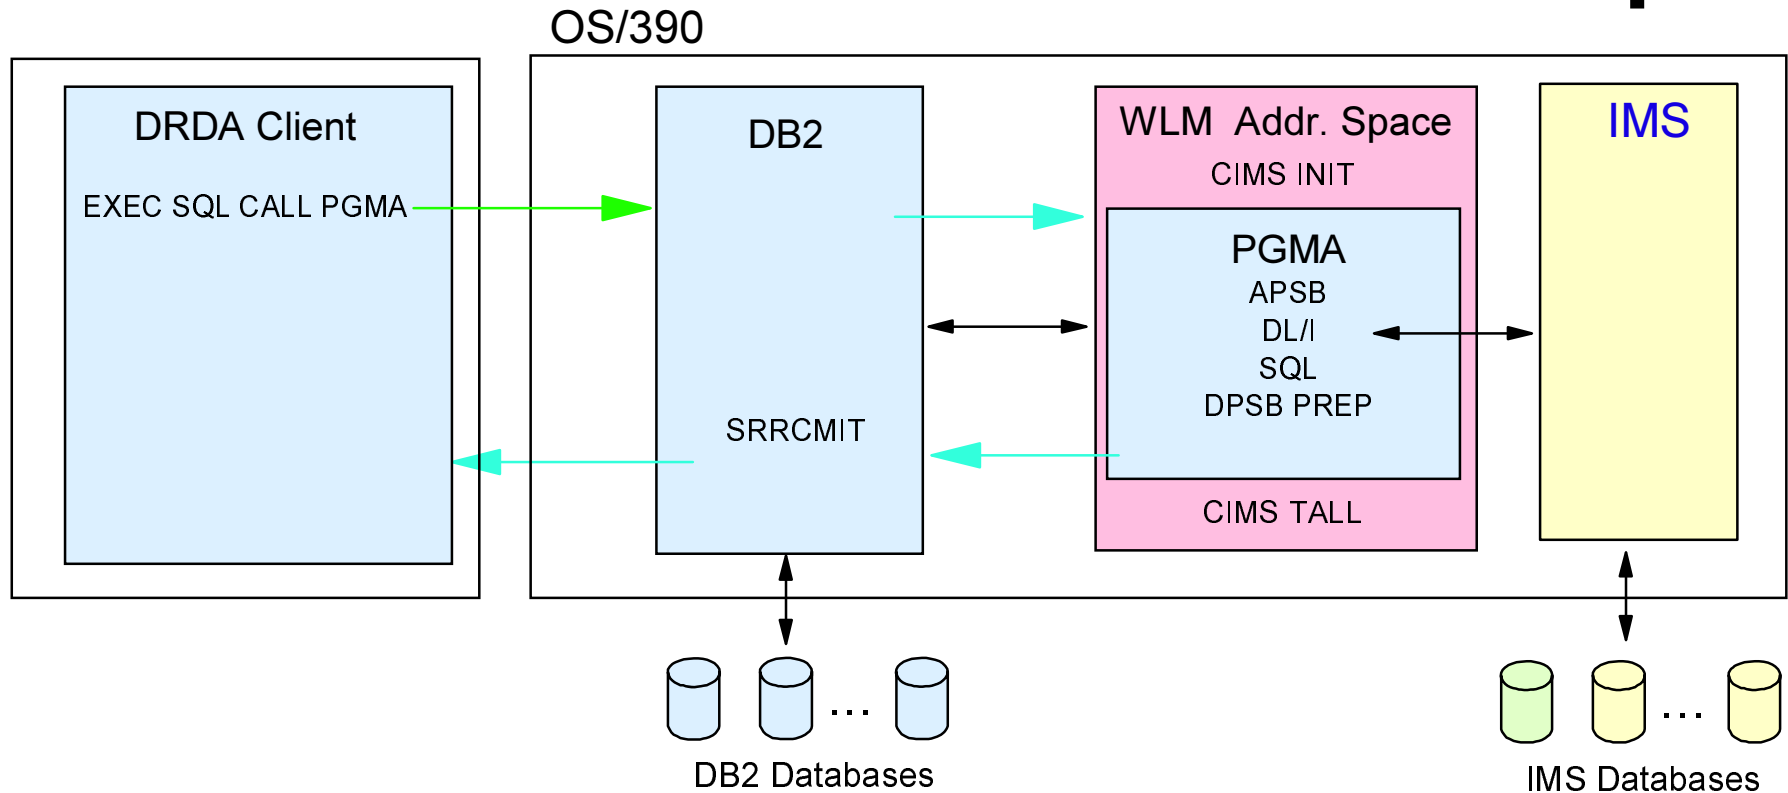 OS/390
DRDA Client
EXEC SQL CALL PGMA
DB2
SRRCMIT
WLM Addr. Space
CIMS INIT
PGMA
APSB
DL/I
SQL
DPSB PREP
CIMS TALL
IMS
...
DB2 Databases
...
IMS Databases